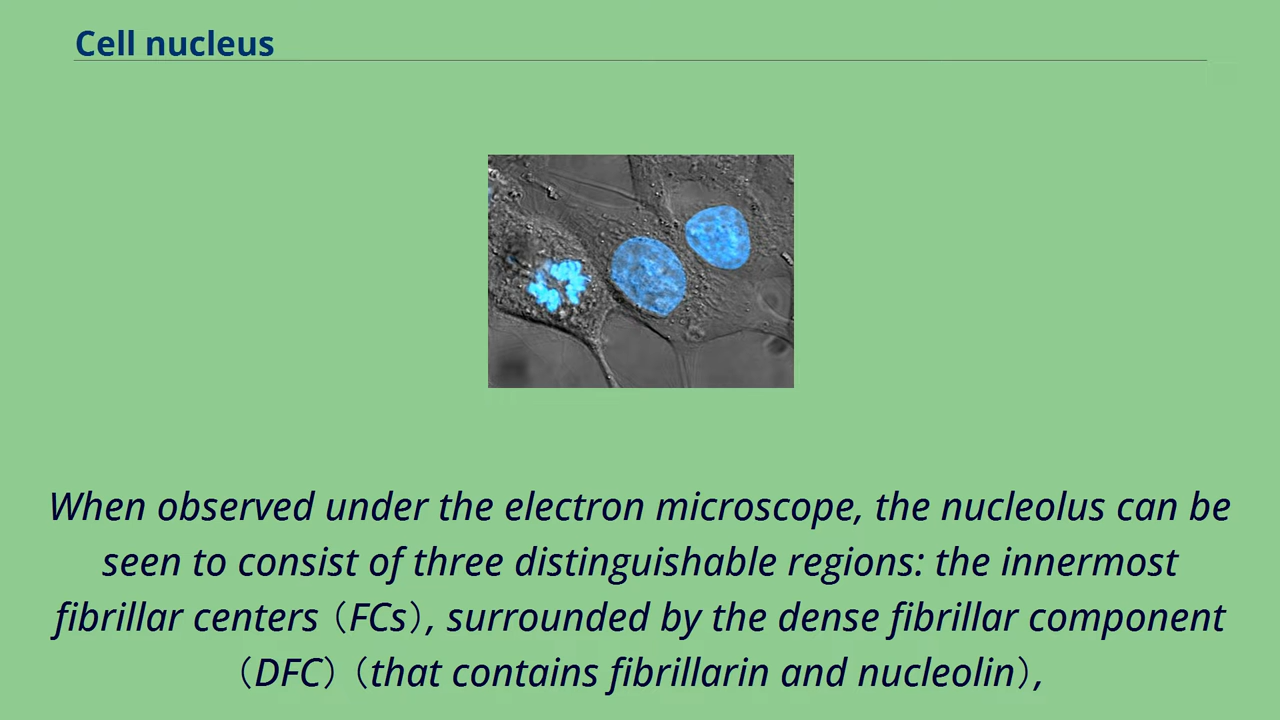 Cell nucleus
When observed under the electron microscope, the nucleolus can be
seen to consist of three distinguishable regions: the innermost
fibrillar centers (FCs), surrounded by the dense fibrillar component
(DFC) (that contains fibrillarin and nucleolin),